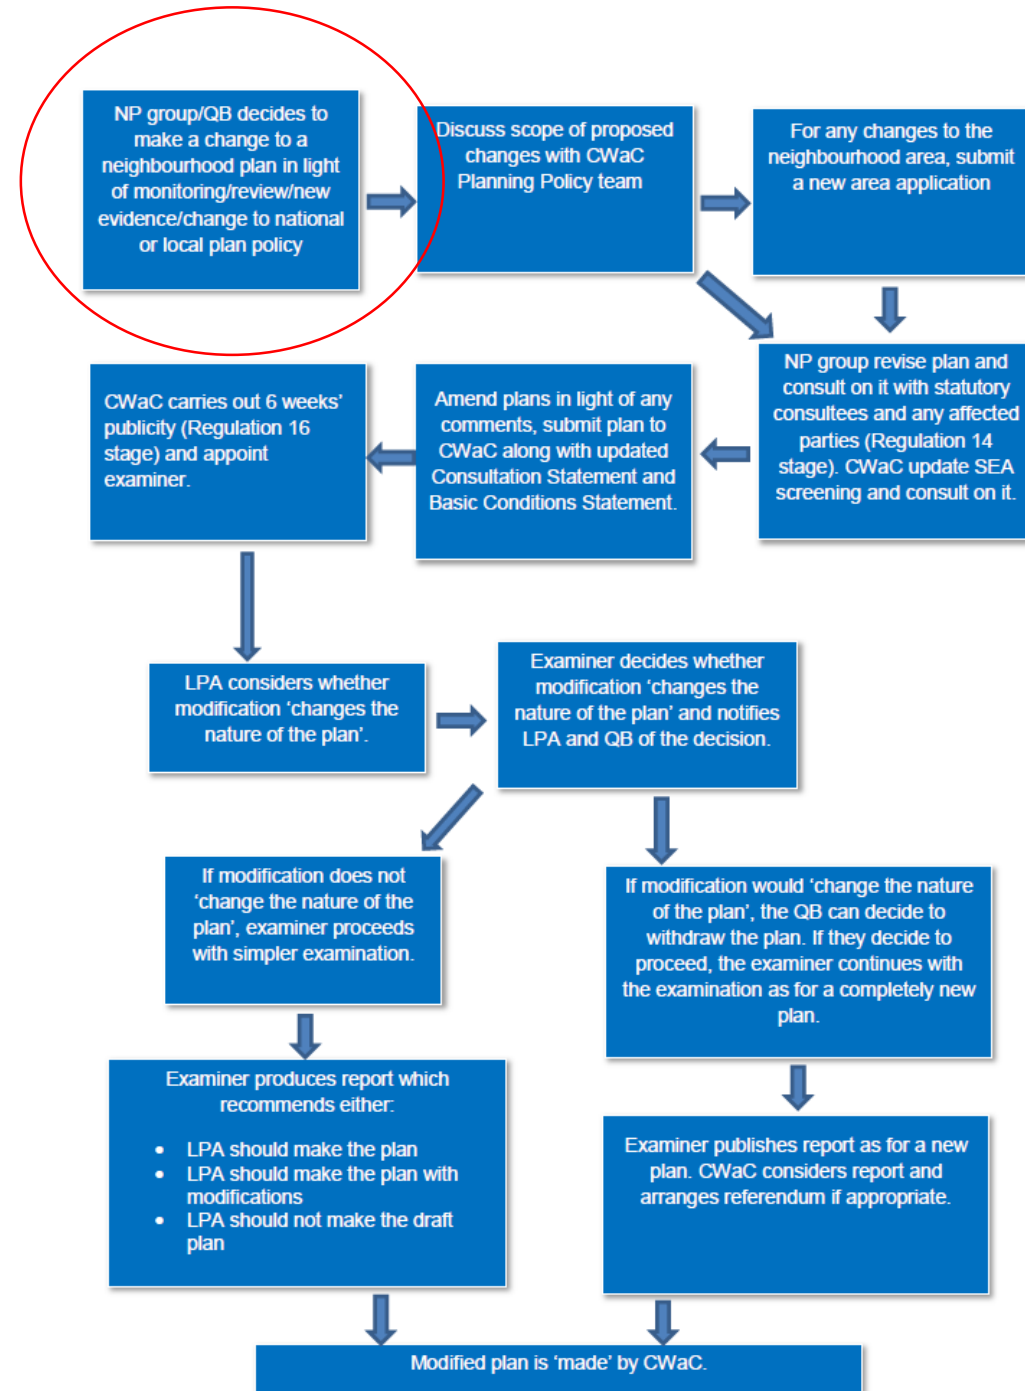 NP group/QB decides to
make a change to a
neighbourhood plan in light
of monitoring/review/new
evidence/change to national
or local plan policy
Discuss scope of proposed
changes with CWaC
Planning Policy team
For any changes to the
neighbourhood area, submit
a new area application
NP group revise plan and
consult on it with statutory
consultees and any affected
parties (Regulation 14
stage). CWaC update SEA
screening and consult on it.
Amend plans in light of any
comments, submit plan to
CWaC along with updated
Consultation Statement and
Basic Conditions Statement.
CWaC carries out 6 weeks’
publicity (Regulation 16
stage) and appoint
examiner.
LPA considers whether
modification ‘changes the
nature of the plan’.
Examiner decides whether
modification ‘changes the
nature of the plan’ and notifies
LPA and QB of the decision.
If modification does not
‘change the nature of the
plan’, examiner proceeds
with simpler examination.
If modification would ‘change the nature
of the plan’, the QB can decide to
withdraw the plan. If they decide to
proceed, the examiner continues with
the examination as for a completely new
plan.
Examiner produces report which
recommends either:
• LPA should make the plan
• LPA should make the plan with
modifications
• LPA should not make the draft
plan
Examiner publishes report as for a new
plan. CWaC considers report and
arranges referendum if appropriate.
Modified plan is ‘made’ by CWaC.